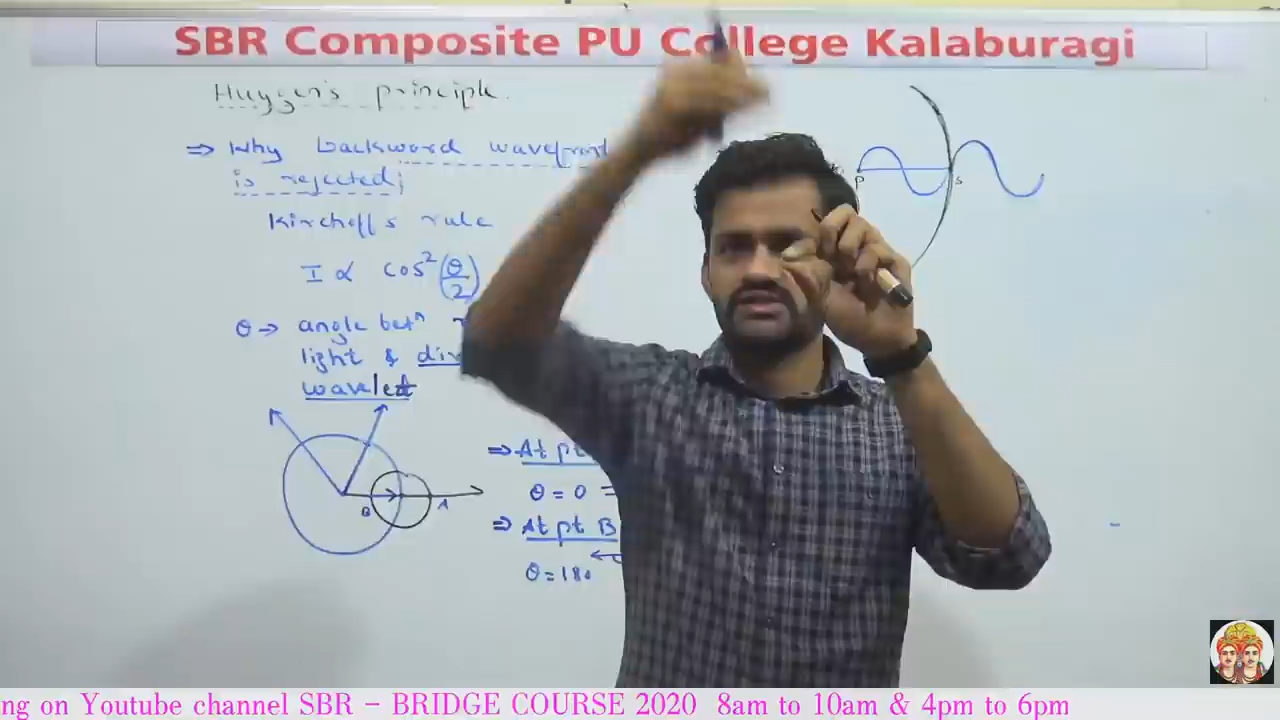 SBR Composite PU College Kalaburagi
Huygen's principle.
⇒ Why backword wavefront
is rejected;
Kirchoff's rule
I ∝ cos²(θ/2)
θ → angle betⁿ
light &
wavelet
P
S
B
A
⇒ At pt
θ = 0 =
⇒ At pt B
θ = 180
on Youtube channel SBR - BRIDGE COURSE 2020 8am to 10am & 4pm to 6pm